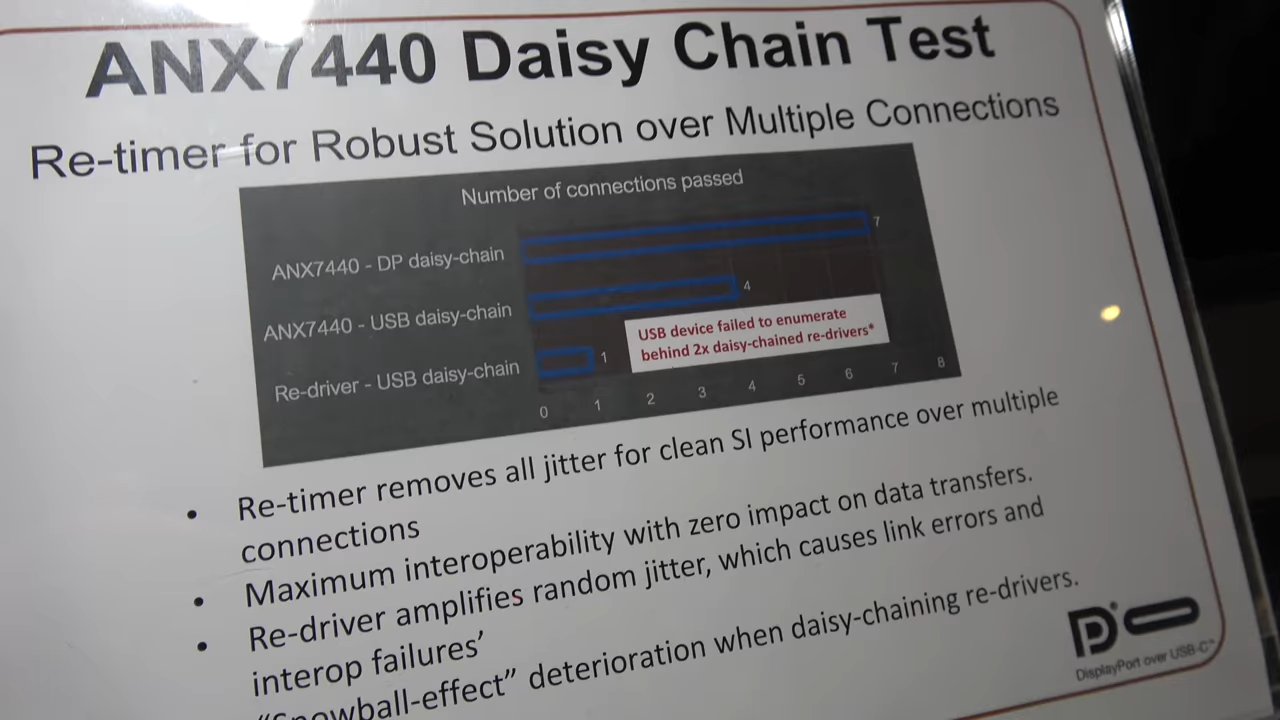 ANX7440 Daisy Chain Test
Re-timer for Robust Solution over Multiple Connections
Number of connections passed
ANX7440 - DP daisy-chain
7
ANX7440 - USB daisy-chain
4
Re-driver - USB daisy-chain
1
USB device failed to enumerate
behind 2x daisy-chained re-drivers*
0 1 2 3 4 5 6 7 8
• Re-timer removes all jitter for clean SI performance over multiple
connections
• Maximum interoperability with zero impact on data transfers.
• Re-driver amplifies random jitter, which causes link errors and
interop failures’
“Snowball-effect” deterioration when daisy-chaining re-drivers.
DisplayPort over USB-C™